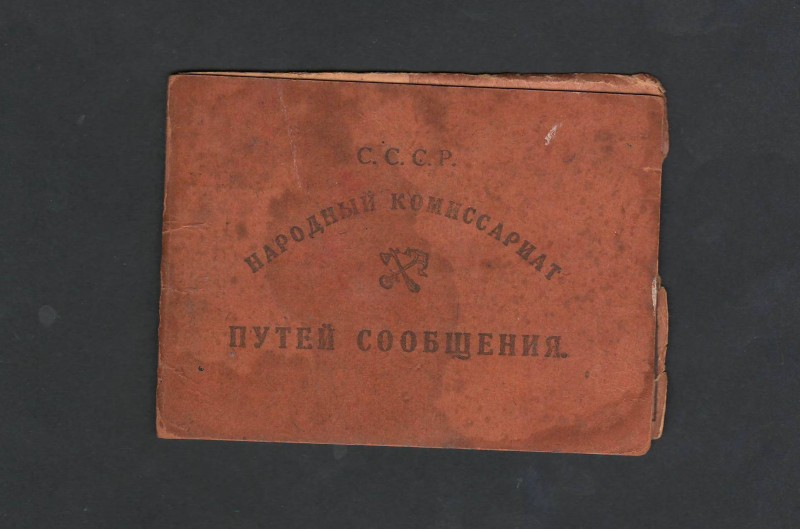 С. С. С. Р.
НАРОДНЫЙ КОМИССАРИАТ
ПУТЕЙ СООБЩЕНИЯ.